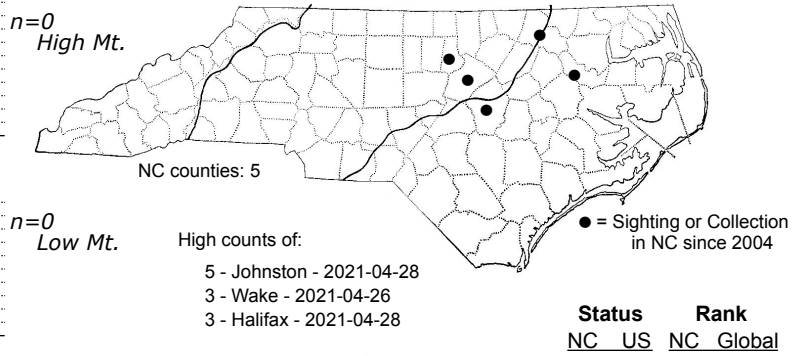 n=0
High Mt.
NC counties: 5
n=0
Low Mt.
High counts of:
5 - Johnston - 2021-04-28
3 - Wake - 2021-04-26
3 - Halifax - 2021-04-28
● = Sighting or Collection
in NC since 2004
Status Rank
NC US NC Global